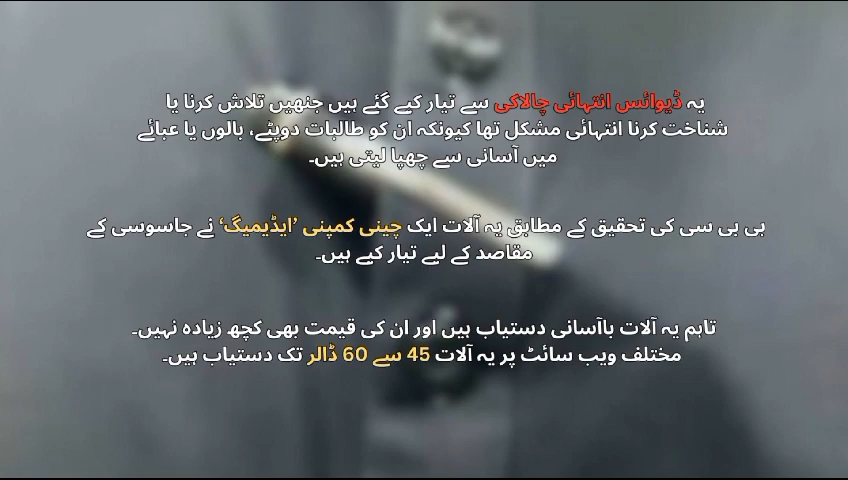 یہ ڈیوائس انتہائی چالاکی سے تیار کیے گئے ہیں جنھیں تلاش کرنا یا
شناخت کرنا انتہائی مشکل تھا کیونکہ ان کو طالبات دوپٹے، بالوں یا عبائے
میں آسانی سے چھپا لیتی ہیں۔
بی بی سی کی تحقیق کے مطابق یہ آلات ایک چینی کمپنی ’ایڈیمیگ‘ نے جاسوسی کے
مقاصد کے لیے تیار کیے ہیں۔
تاہم یہ آلات باآسانی دستیاب ہیں اور ان کی قیمت بھی کچھ زیادہ نہیں۔
مختلف ویب سائٹ پر یہ آلات 45 سے 60 ڈالر تک دستیاب ہیں۔